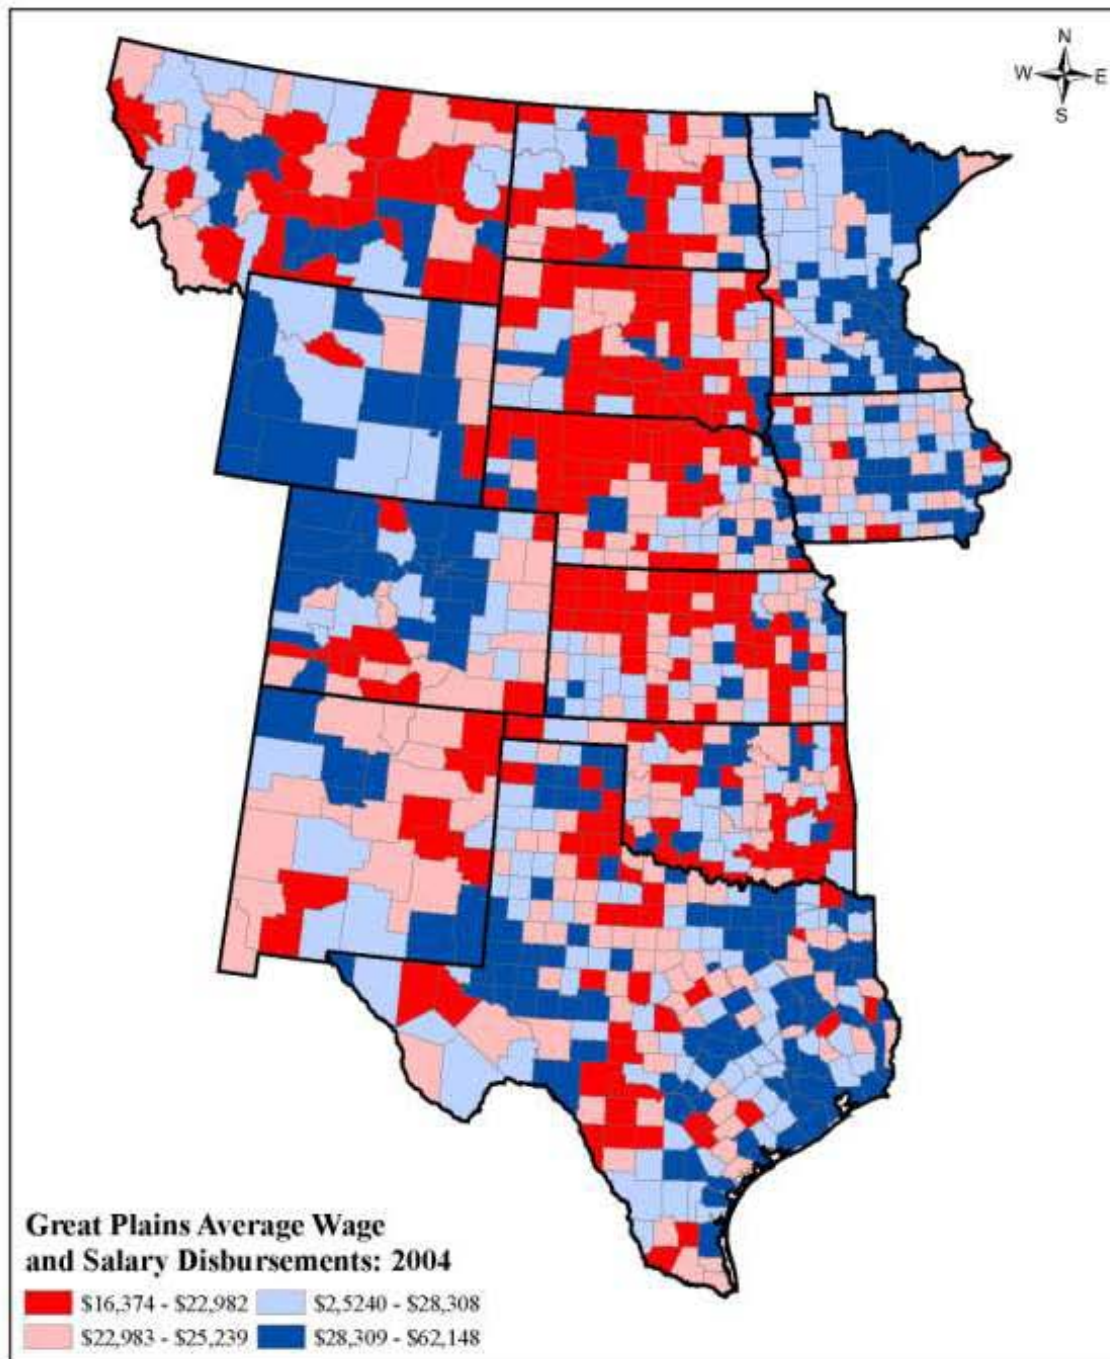 N
W E
S
Great Plains Average Wage
and Salary Disbursements: 2004
$16,374 - $22,982 $2,5240 - $28,308
$22,983 - $25,239 $28,309 - $62,148